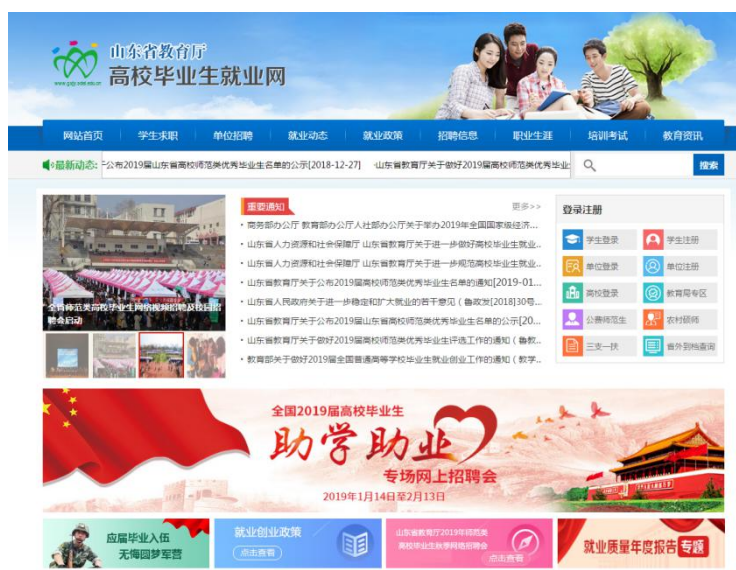 山东省教育厅
高校毕业生就业网
网站首页 学生求职 单位招聘 就业动态 就业政策 招聘信息 职业生涯 培训考试 教育资讯
最新动态: 公布2019届山东省高校师范类优秀毕业生名单的公示[2018-12-27] ·山东省教育厅关于做好2019届高校师范类优秀毕业 搜索
重要通知 更多>>
· 商务部办公厅 教育部办公厅 人社部办公厅关于举办2019年全国国家级经济...
· 山东省人力资源和社会保障厅 山东省教育厅关于进一步做好高校毕业生就业..
· 山东省人力资源和社会保障厅 山东省教育厅关于进一步规范高校毕业生就业..
· 山东省教育厅关于公布2019届高校师范类优秀毕业生名单的通知[2019-01...
· 山东省人民政府关于进一步稳定和扩大就业的若干意见（鲁政发[2018]30号...
· 山东省教育厅关于公布2019届山东省高校师范类优秀毕业生名单的公示[20...
· 山东省教育厅关于做好2019届高校师范类优秀毕业生评选工作的通知（鲁教..
· 教育部关于做好2019届全国普通高等学校毕业生就业创业工作的通知（教学..
全省师范类高校毕业生网络视频招聘及校园招
聘会启动
登录注册
学生登录 学生注册
单位登录 单位注册
高校登录 教育局专区
公费师范生 农村硕师
三支一扶 省外到档查询
全国2019届高校毕业生
助学助业
专场网上招聘会
2019年1月14日至2月13日
应届毕业入伍
无悔圆梦军营
就业创业政策
点击查看
山东省教育厅2019年师范类
高校毕业生秋季网络招聘会
点击查看
就业质量年度报告 专题